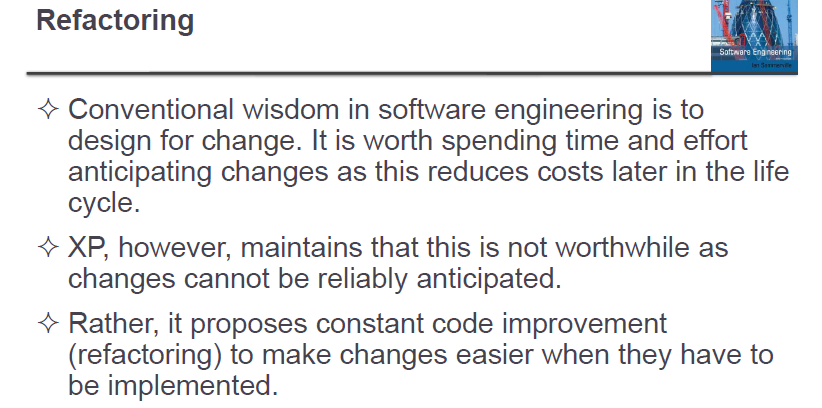 Refactoring
Software Engineering
Ian Sommerville
✧ Conventional wisdom in software engineering is to
design for change. It is worth spending time and effort
anticipating changes as this reduces costs later in the life
cycle.
✧ XP, however, maintains that this is not worthwhile as
changes cannot be reliably anticipated.
✧ Rather, it proposes constant code improvement
(refactoring) to make changes easier when they have to
be implemented.